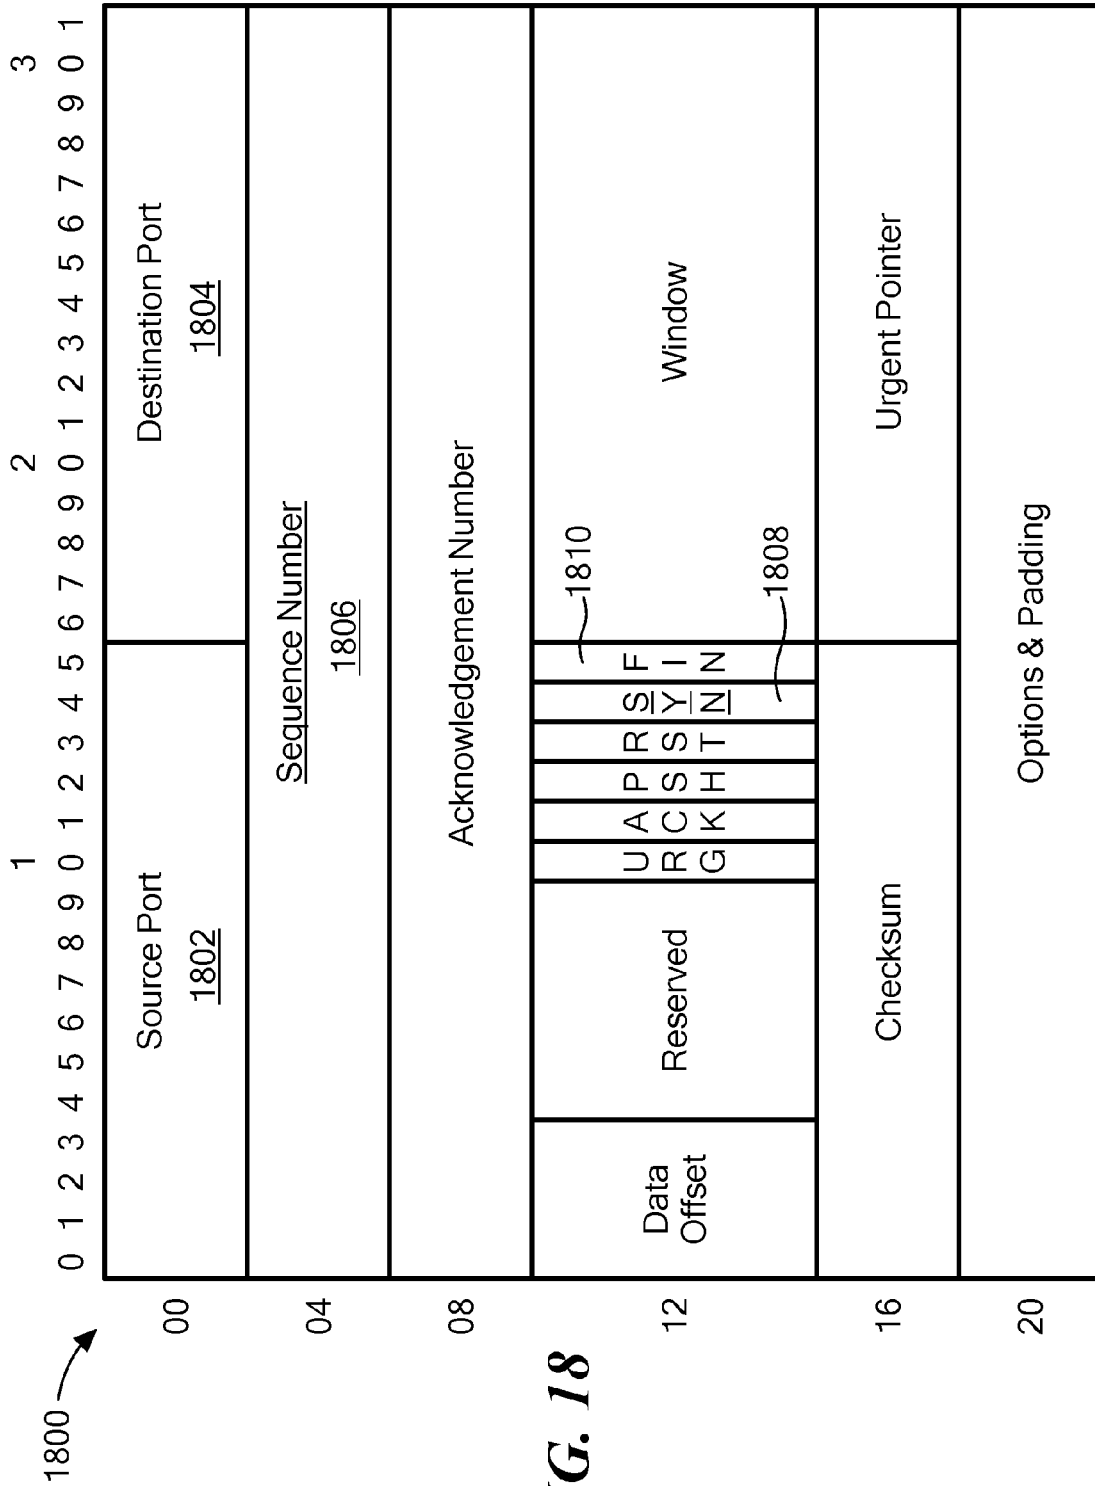 1800
1 2 3
0 1 2 3 4 5 6 7 8 9 0 1 2 3 4 5 6 7 8 9 0 1 2 3 4 5 6 7 8 9 0 1
00
Source Port
1802
Destination Port
1804
04
Sequence Number
1806
08
Acknowledgement Number
12
Data
Offset
Reserved
U A P R S F
R C S S Y I
G K H T N N
1810
1808
Window
16
Checksum
Urgent Pointer
20
Options & Padding
G. 18